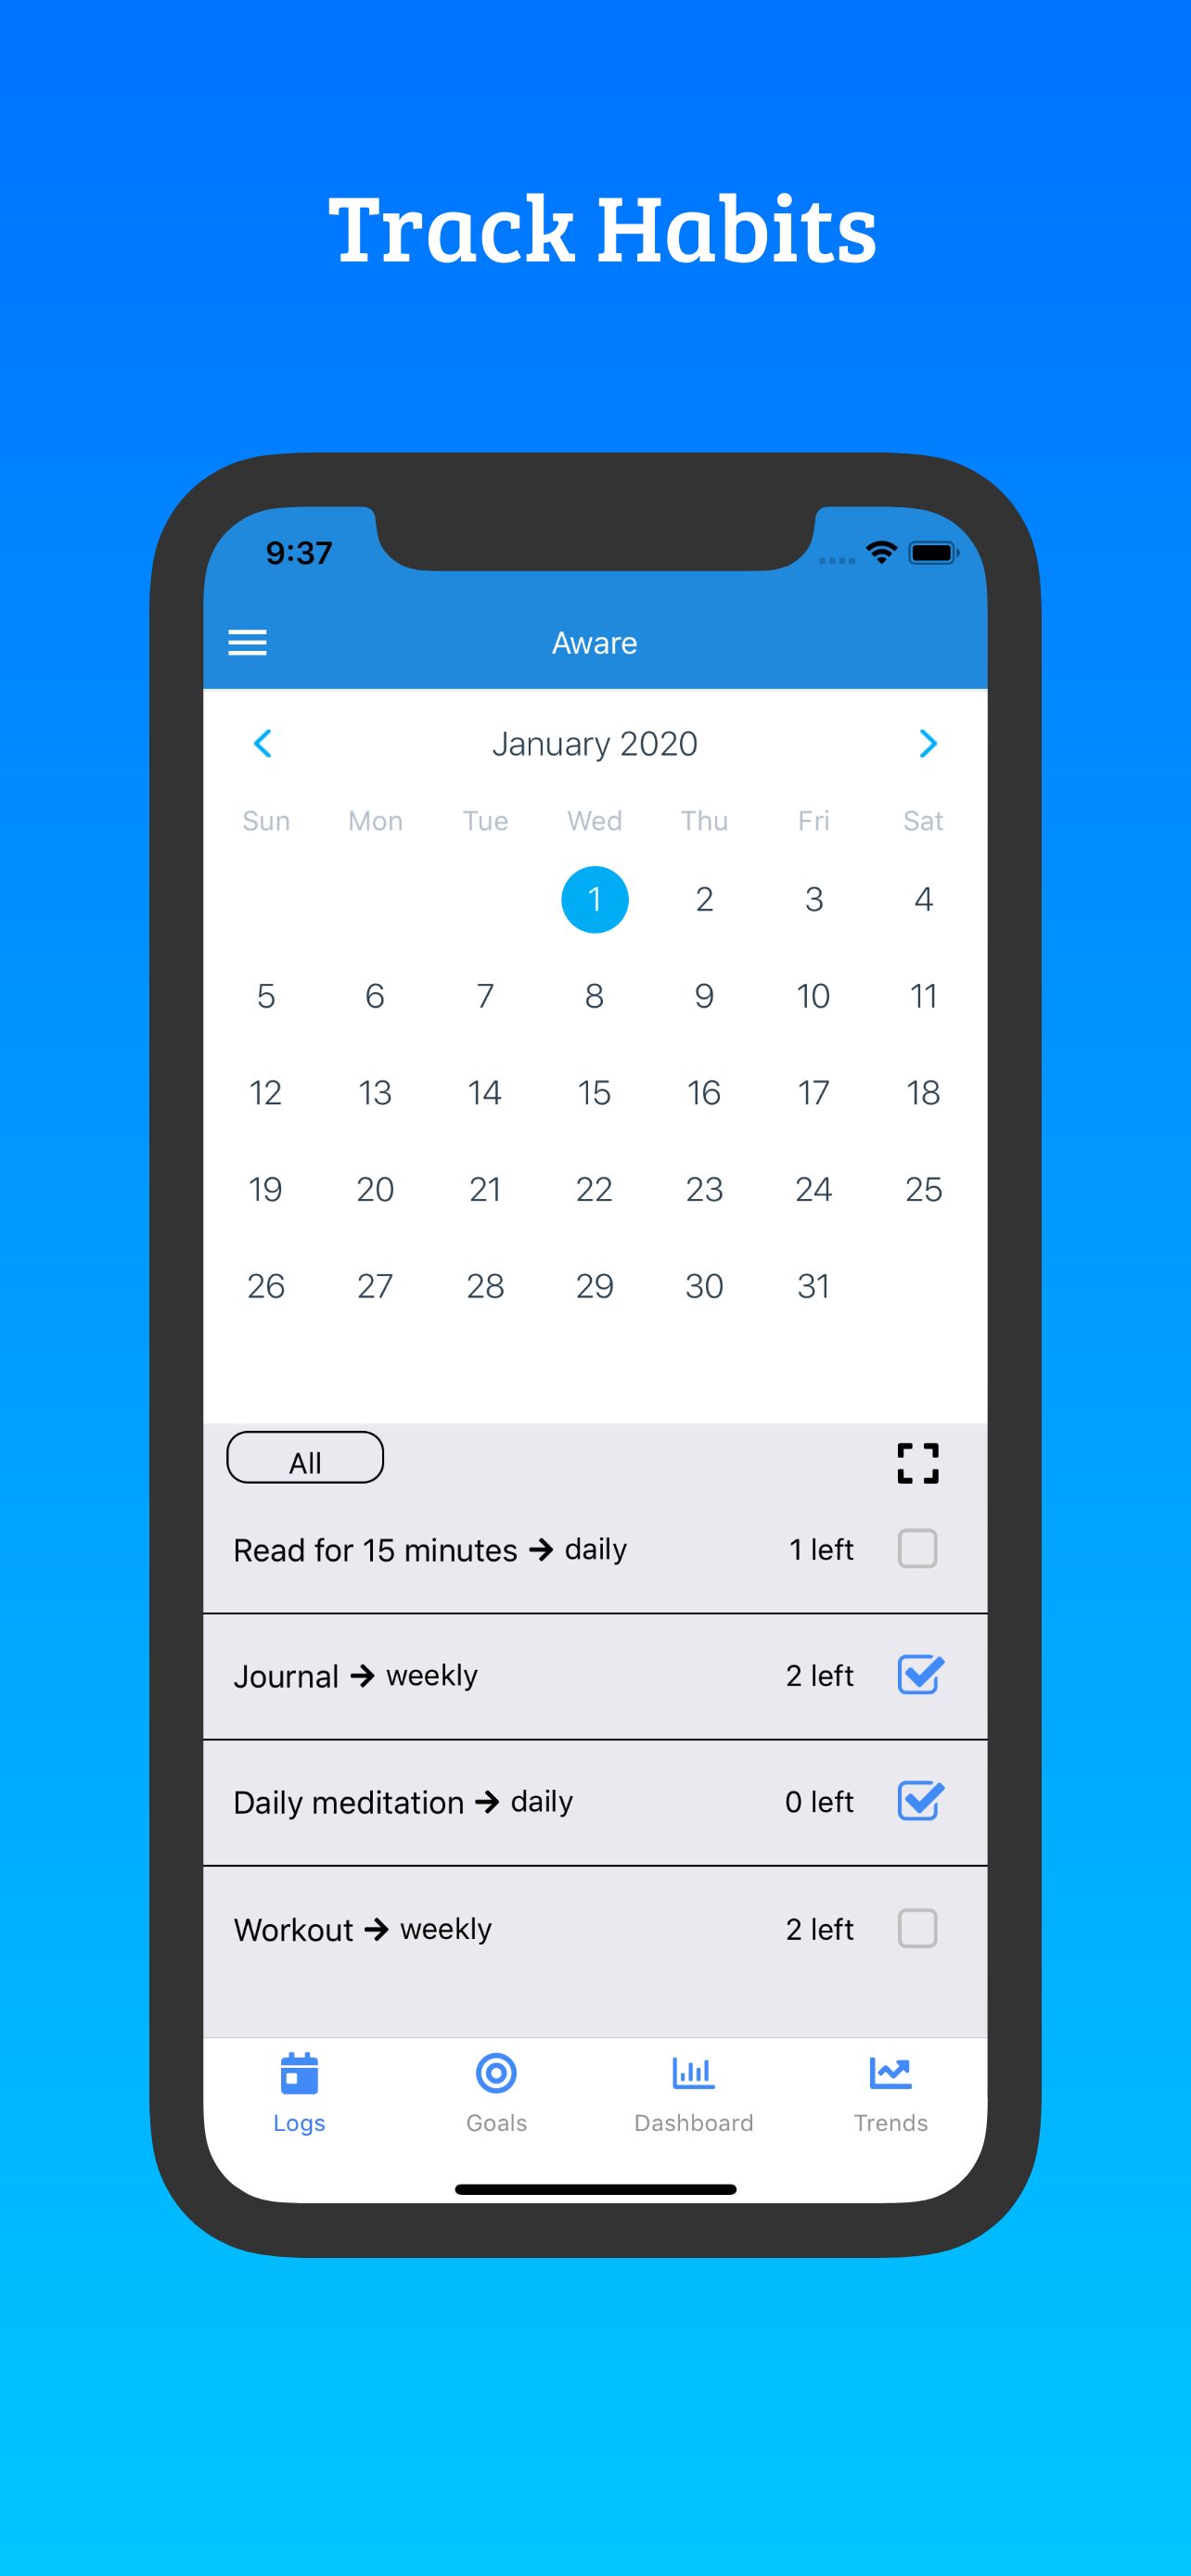 Track Habits
9:37
Aware
January 2020
Sun Mon Tue Wed Thu Fri Sat
1 2 3 4
5 6 7 8 9 10 11
12 13 14 15 16 17 18
19 20 21 22 23 24 25
26 27 28 29 30 31
All
Read for 15 minutes → daily 1 left
Journal → weekly 2 left
Daily meditation → daily 0 left
Workout → weekly 2 left
Logs Goals Dashboard Trends